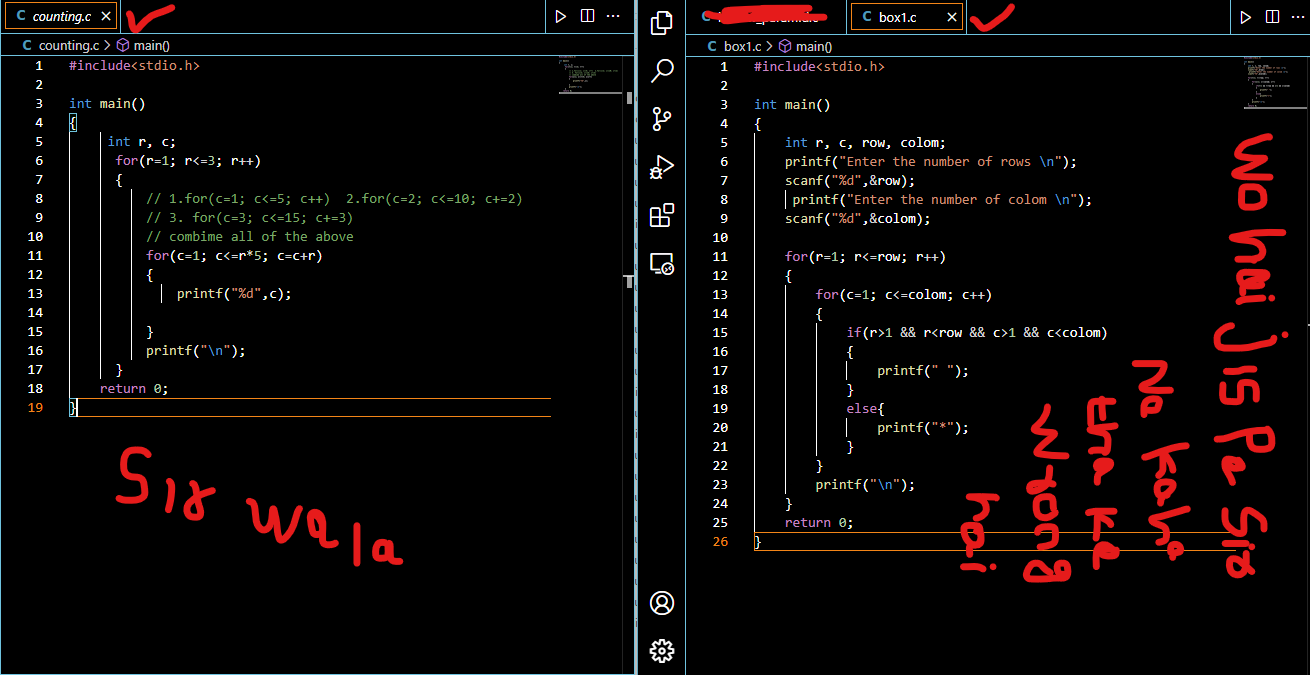 counting.c
counting.c > main()
1 #include<stdio.h>
2
3 int main()
4 {
5 int r, c;
6 for(r=1; r<=3; r++)
7 {
8 // 1.for(c=1; c<=5; c++) 2.for(c=2; c<=10; c+=2)
9 // 3. for(c=3; c<=15; c+=3)
10 // combime all of the above
11 for(c=1; c<=r*5; c=c+r)
12 {
13 printf("%d",c);
14
15 }
16 printf("\n");
17 }
18 return 0;
19 }
Sir wala
box1.c
box1.c > main()
1 #include<stdio.h>
2
3 int main()
4 {
5 int r, c, row, colom;
6 printf("Enter the number of rows \n");
7 scanf("%d",&row);
8 printf("Enter the number of colom \n");
9 scanf("%d",&colom);
10
11 for(r=1; r<=row; r++)
12 {
13 for(c=1; c<=colom; c++)
14 {
15 if(r>1 && r<row && c>1 && c<colom)
16 {
17 printf(" ");
18 }
19 else{
20 printf("*");
21 }
22 }
23 printf("\n");
24 }
25 return 0;
26 }
Wo hai jis pe Sir
Ne kaha
tha ke
Wrong
hai